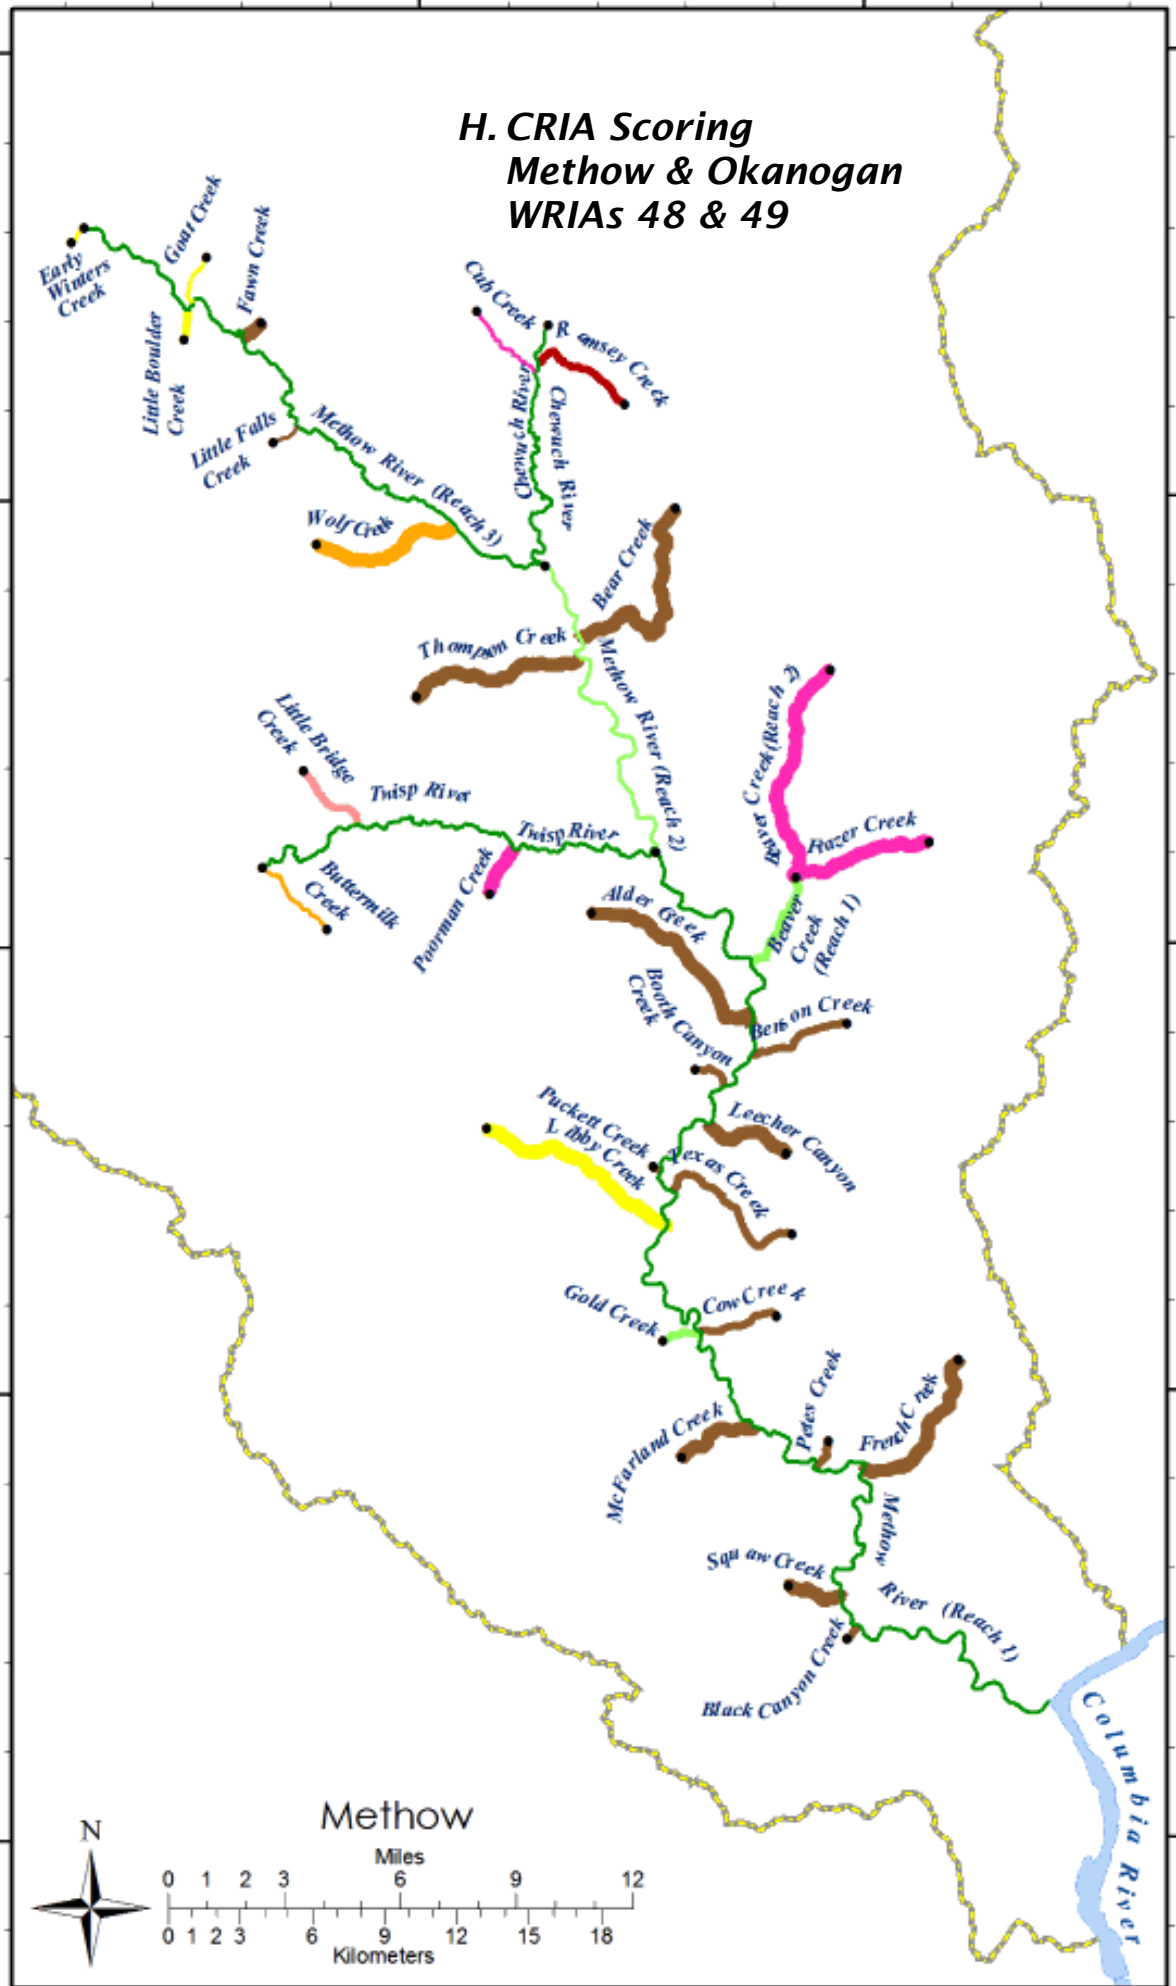 H. CRIA Scoring
Methow & Okanogan
WRIAs 48 & 49
Goat Creek
Fawn Creek
Early
Winters
Creek
Cub Creek
Ramsey Creek
Little Boulder
Creek
Chewuch River
Chewuch River
Little Falls
Creek
Methow River (Reach 3)
Wolf Creek
Bear Creek
Thompson Creek
Methow River (Reach 2)
Beaver Creek (Reach 2)
Little Bridge
Creek
Twisp River
Twisp River
Frazer Creek
Buttermilk
Creek
Poorman Creek
Alder Creek
Beaver
Creek
(Reach 1)
Booth Canyon
Creek
Benson Creek
Puckett Creek
Libby Creek
Leecher Canyon
Texas Creek
Gold Creek
Cow Creek
McFarland Creek
Petes Creek
French Creek
Methow
River (Reach 1)
Squaw Creek
Black Canyon Creek
Columbia River
Methow
N
Miles
0 1 2 3 6 9 12
0 1 2 3 6 9 12 15 18
Kilometers